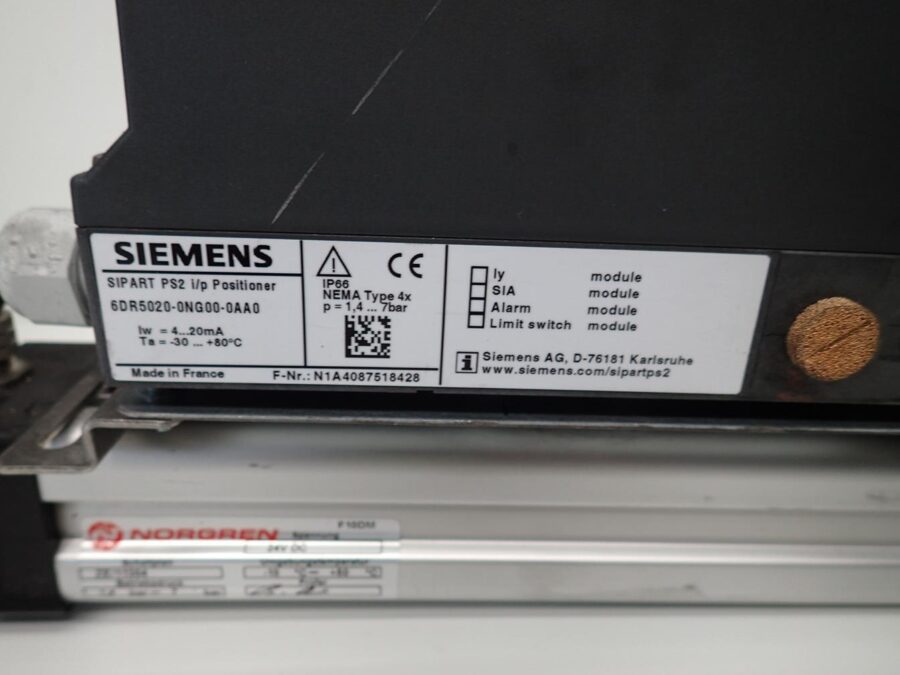 SIEMENS
SIPART PS2 i/p Positioner
6DR5020-0NG00-0AA0
Iw = 4...20mA
Ta = -30 ... +80°C
Made in France
F-Nr.: N1A4087518428
IP66
NEMA Type 4x
p = 1,4 ... 7bar
CE
Iy module
SIA module
Alarm module
Limit switch module
Siemens AG, D-76181 Karlsruhe
www.siemens.com/sipartps2
NORGREN
Spannung
24V DC